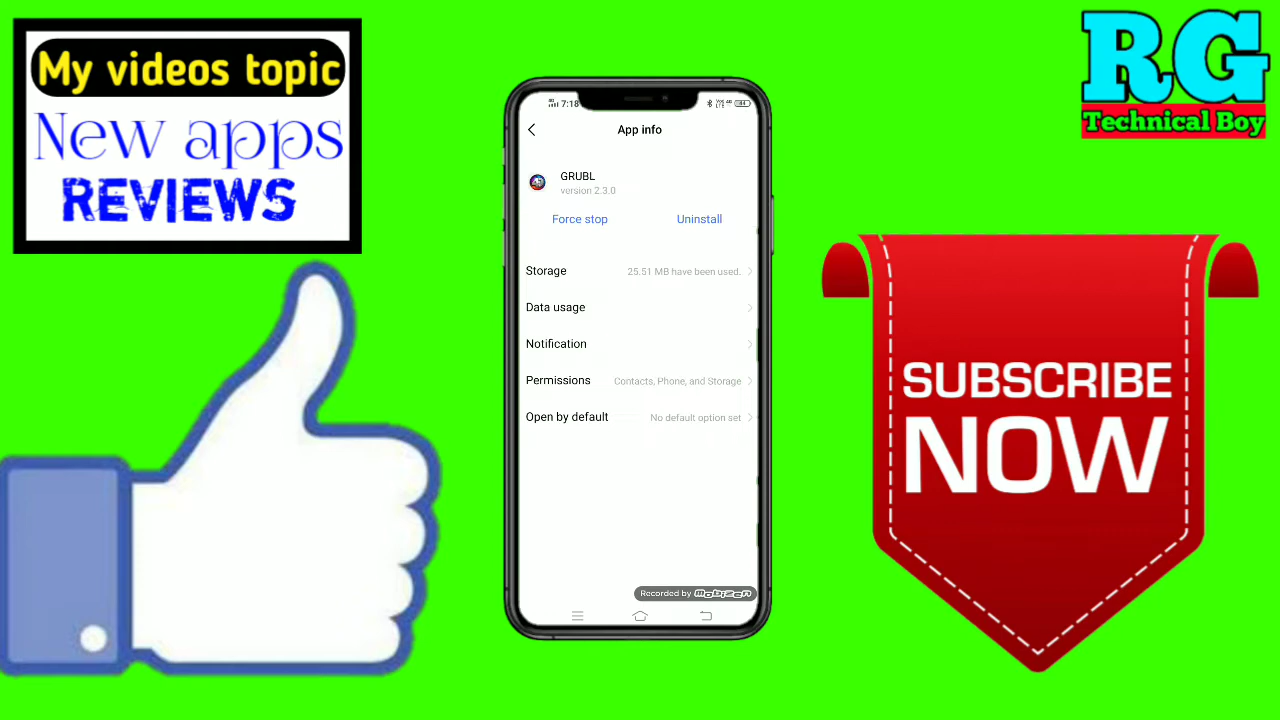 My videos topic
New apps
REVIEWS
RG
Technical Boy
7:18
App info
GRUBL
version 2.3.0
Force stop
Uninstall
Storage
25.51 MB have been used.
Data usage
Notification
Permissions
Contacts, Phone, and Storage
Open by default
No default option set
Recorded by mobizen
SUBSCRIBE
NOW